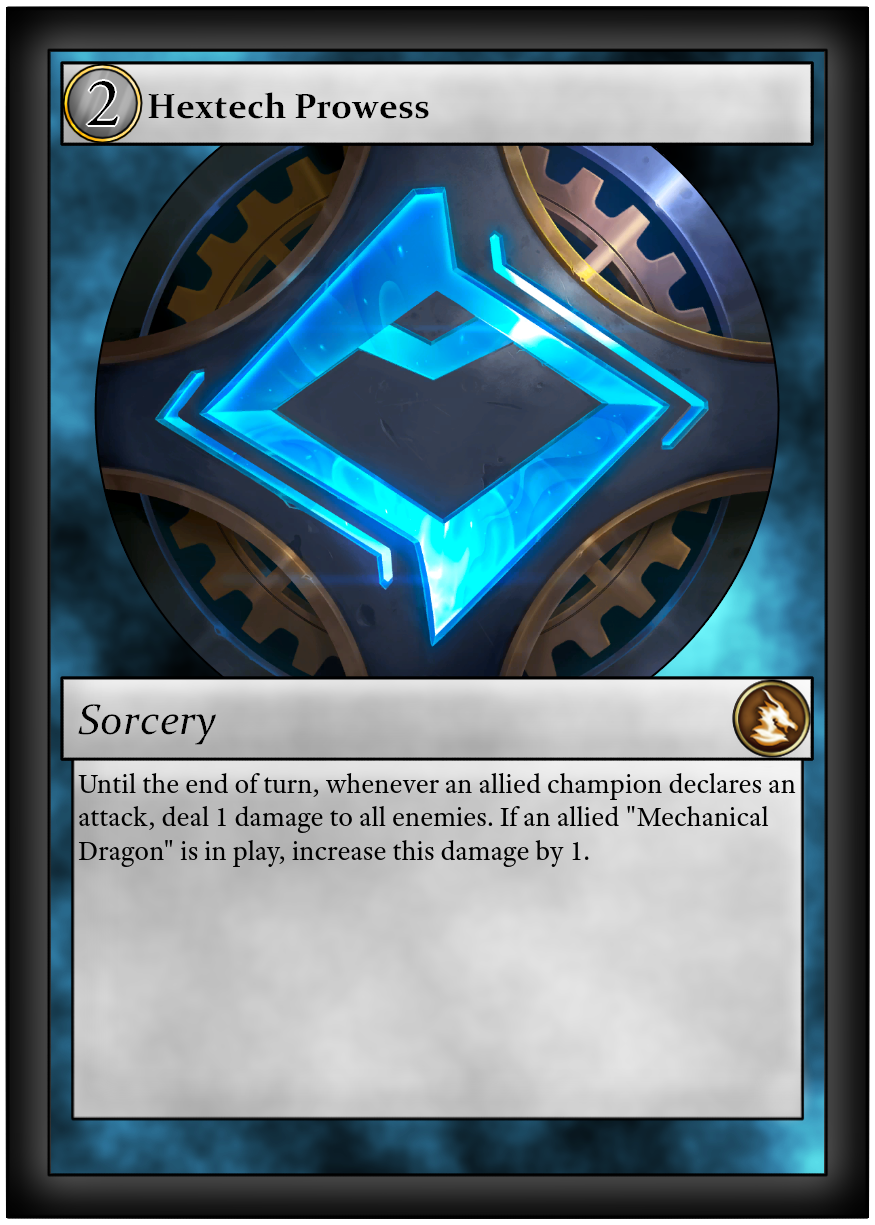 2 Hextech Prowess
Sorcery
Until the end of turn, whenever an allied champion declares an
attack, deal 1 damage to all enemies. If an allied "Mechanical
Dragon" is in play, increase this damage by 1.